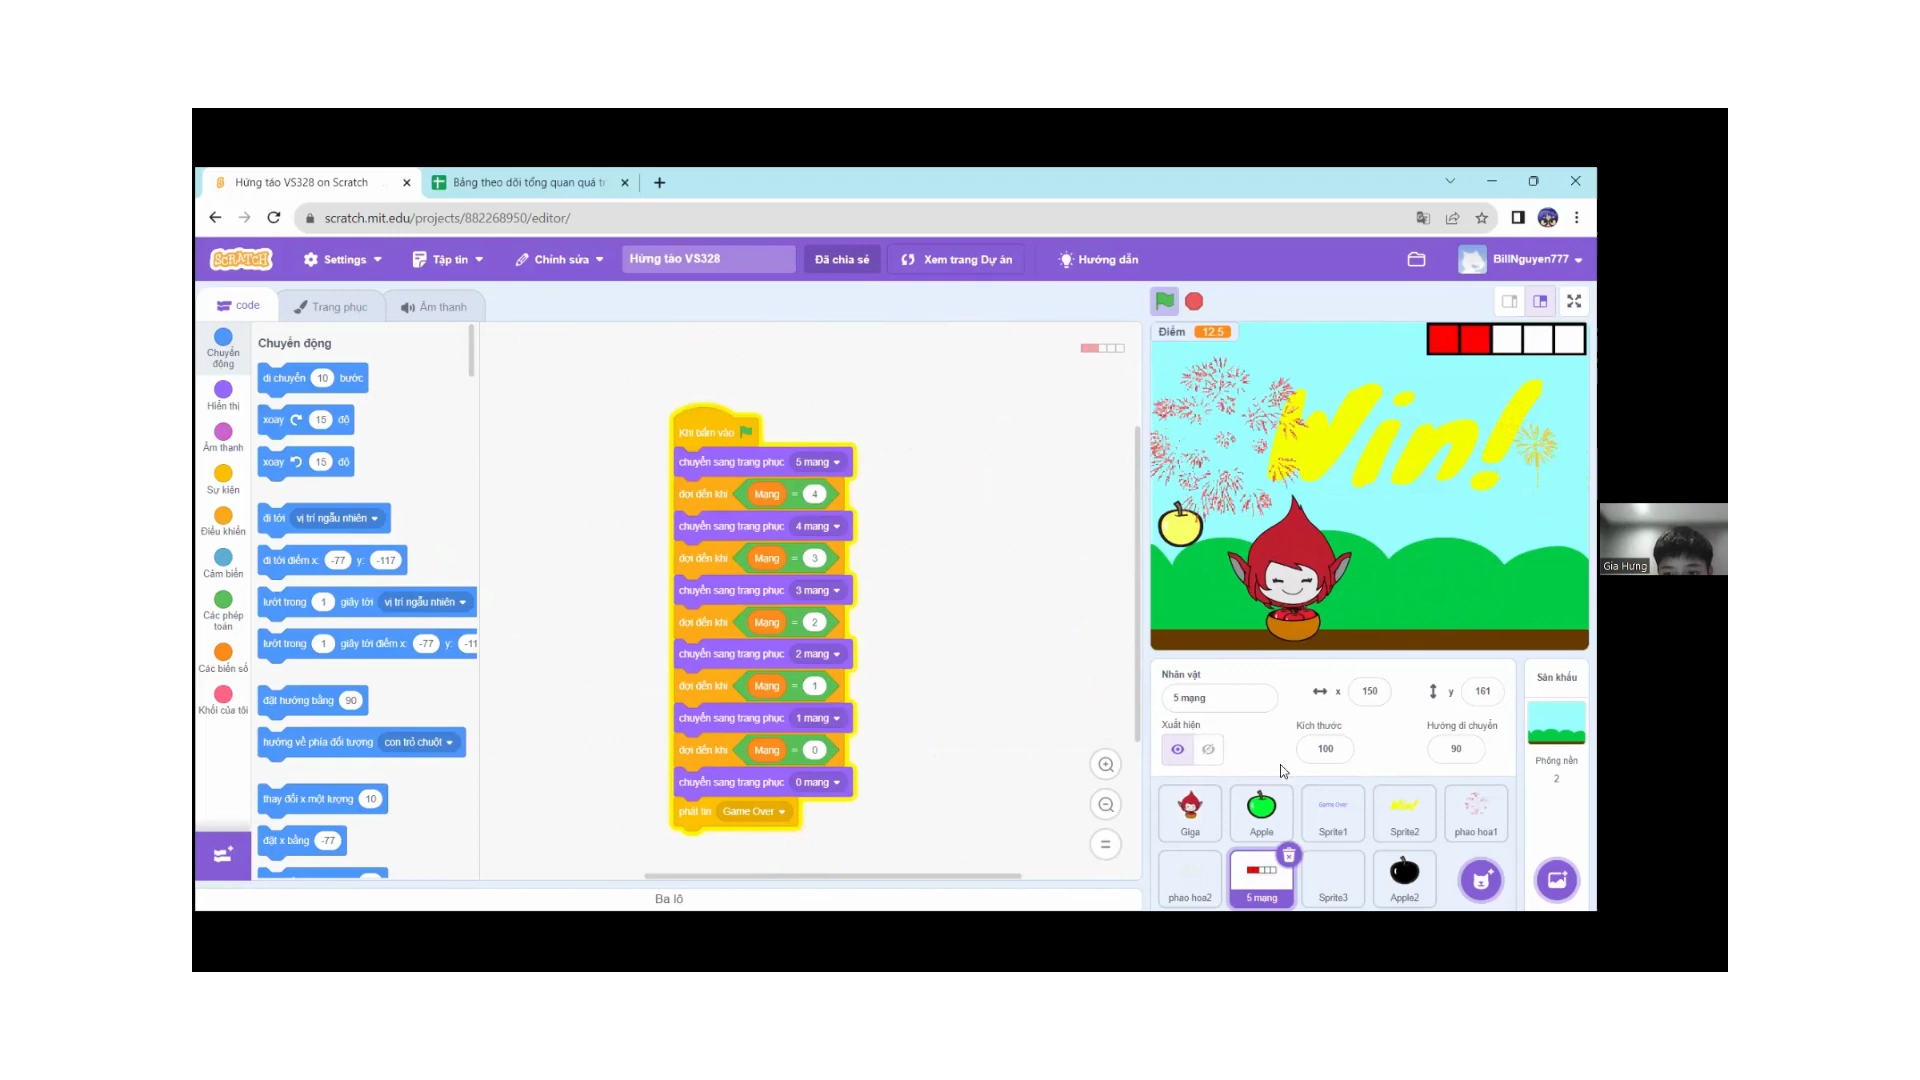 Hứng táo VS328 on Scratch
Bảng theo dõi tổng quan quá tr
scratch.mit.edu/projects/882268950/editor/
SCRATCH
Settings
Tập tin
Chỉnh sửa
Hứng táo VS328
Đã chia sẻ
Xem trang Dự án
Hướng dẫn
BillNguyen777
code
Trang phục
Âm thanh
Chuyển động
Hiển thị
Âm thanh
Sự kiện
Điều khiển
Cảm biến
Các phép toán
Các biến số
Khối của tôi
Chuyển động
di chuyển 10 bước
xoay 15 độ
xoay 15 độ
đi tới vị trí ngẫu nhiên
đi tới điểm x: -77 y: -117
lướt trong 1 giây tới vị trí ngẫu nhiên
lướt trong 1 giây tới điểm x: -77 y: -11
đặt hướng bằng 90
hướng về phía đối tượng con trỏ chuột
thay đổi x một lượng 10
đặt x bằng -77
Khi bấm vào
chuyển sang trang phục 5 mạng
đợi đến khi Mạng = 4
chuyển sang trang phục 4 mạng
đợi đến khi Mạng = 3
chuyển sang trang phục 3 mạng
đợi đến khi Mạng = 2
chuyển sang trang phục 2 mạng
đợi đến khi Mạng = 1
chuyển sang trang phục 1 mạng
đợi đến khi Mạng = 0
chuyển sang trang phục 0 mạng
phát tin Game Over
Ba lô
Điểm 12.5
Win!
Nhân vật
5 mạng
x 150
y 161
Xuất hiện
Kích thước
100
Hướng di chuyển
90
Giga
Apple
Game Over
Sprite1
Win!
Sprite2
phao hoa1
phao hoa2
5 mạng
Sprite3
Apple2
Sân khấu
Phông nền
2
Gia Hưng